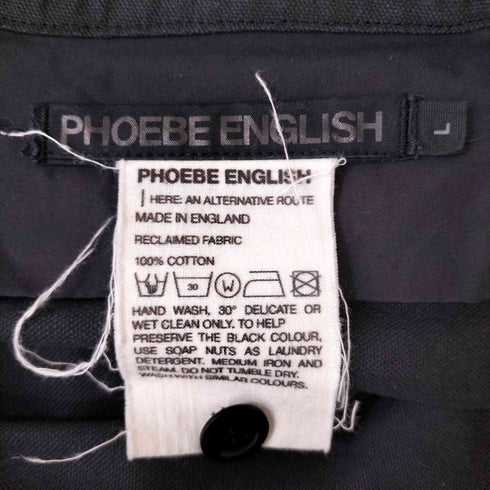 PHOEBE ENGLISH
L
PHOEBE ENGLISH
HERE: AN ALTERNATIVE ROUTE
MADE IN ENGLAND
RECLAIMED FABRIC
100% COTTON
30 W
HAND WASH, 30° DELICATE OR
WET CLEAN ONLY. TO HELP
PRESERVE THE BLACK COLOUR,
USE SOAP NUTS AS LAUNDRY
DETERGENT. MEDIUM IRON AND
STEAM. DO NOT TUMBLE DRY.
WASH WITH SIMILAR COLOURS.